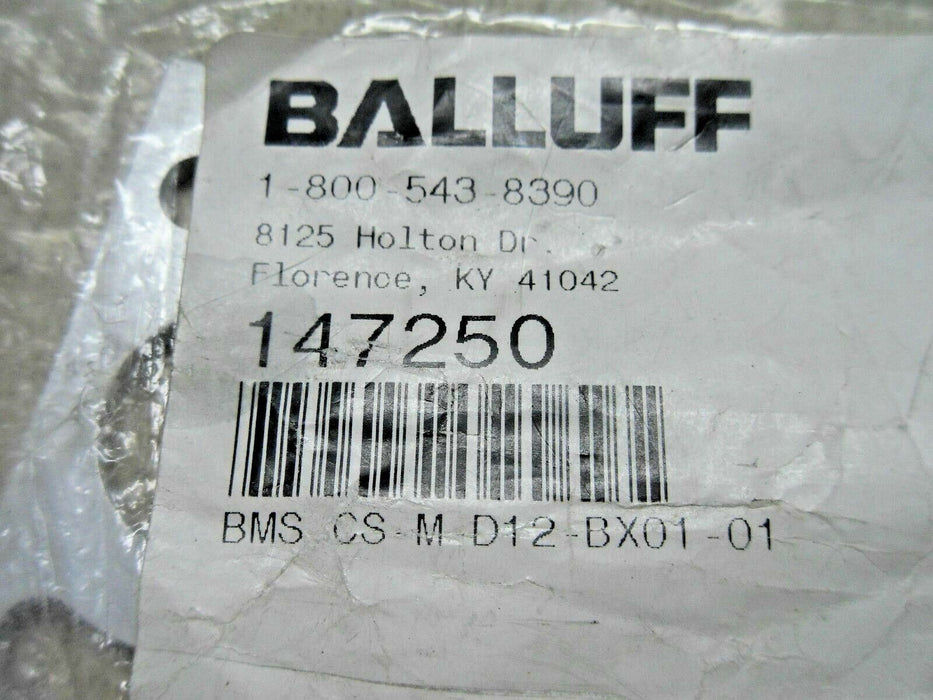 BALLUFF
1-800-543-8390
8125 Holton Dr.
Florence, KY 41042
147250
BMS CS-M-D12-BX01-01